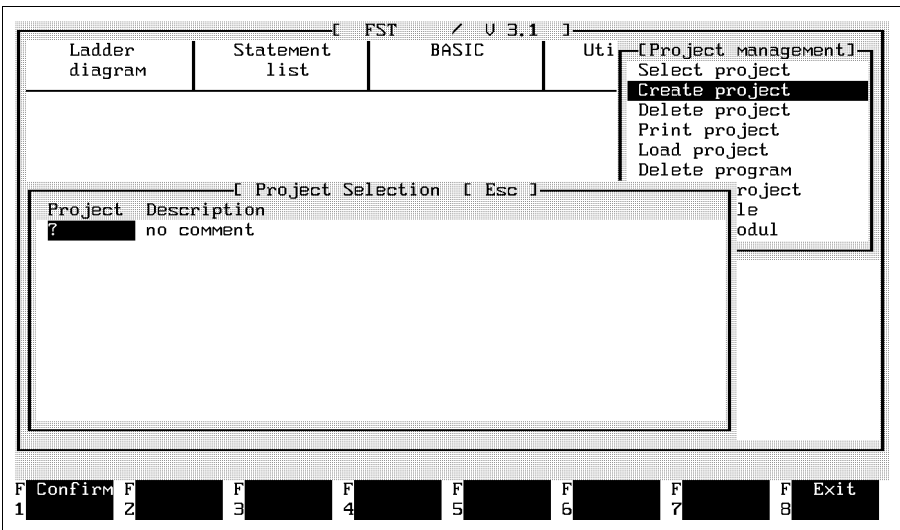 [ FST / V 3.1 ]
Ladder diagram
Statement list
BASIC
Uti
[Project management]
Select project
Create project
Delete project
Print project
Load project
Delete program
roject
le
odul
[ Project Selection [ Esc ]
Project Description
? no comment
F1 Confirm F2 F3 F4 F5 F6 F7 F8 Exit